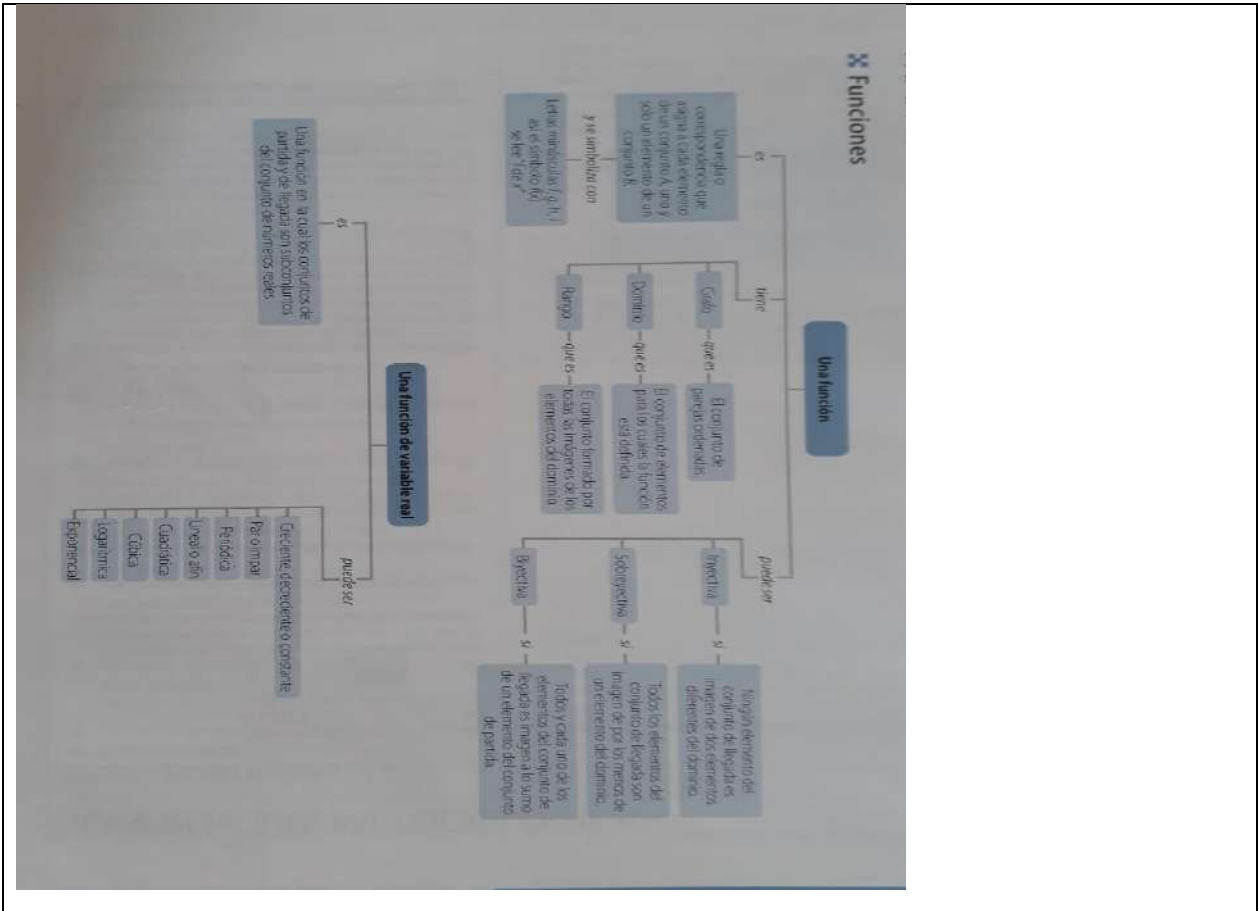 Funciones
Una función
es
Una regla o
correspondencia que
asigna a cada elemento
de un conjunto A, uno y
solo un elemento de un
conjunto B.
y se simboliza con
Letras minúsculas f, g, h, i
así el símbolo f(x)
se lee "f de x"
tiene
Grafo
que es
El conjunto de
parejas ordenadas
Dominio
que es
El conjunto de elementos
para los cuales la función
está definida
Rango
que es
El conjunto formado por
todas las imágenes de los
elementos del dominio.
puede ser
Inyectiva
si
Ningún elemento del
conjunto de llegada es
imagen de dos elementos
diferentes del dominio.
Sobreyectiva
si
Todos los elementos del
conjunto de llegada son
imagen de por los menos de
un elemento del dominio.
Biyectiva
si
Todos y cada uno de los
elementos del conjunto de
llegada es imagen a lo sumo
de un elemento del conjunto
de partida.
Una función de variable real
es
Una función en la cual los conjuntos de
partida y de llegada son subconjuntos
del conjunto de números reales
puede ser
Creciente, decreciente o constante
Par o impar
Periódica
Lineal o afín
Cuadrática
Cúbica
Logarítmica
Exponencial